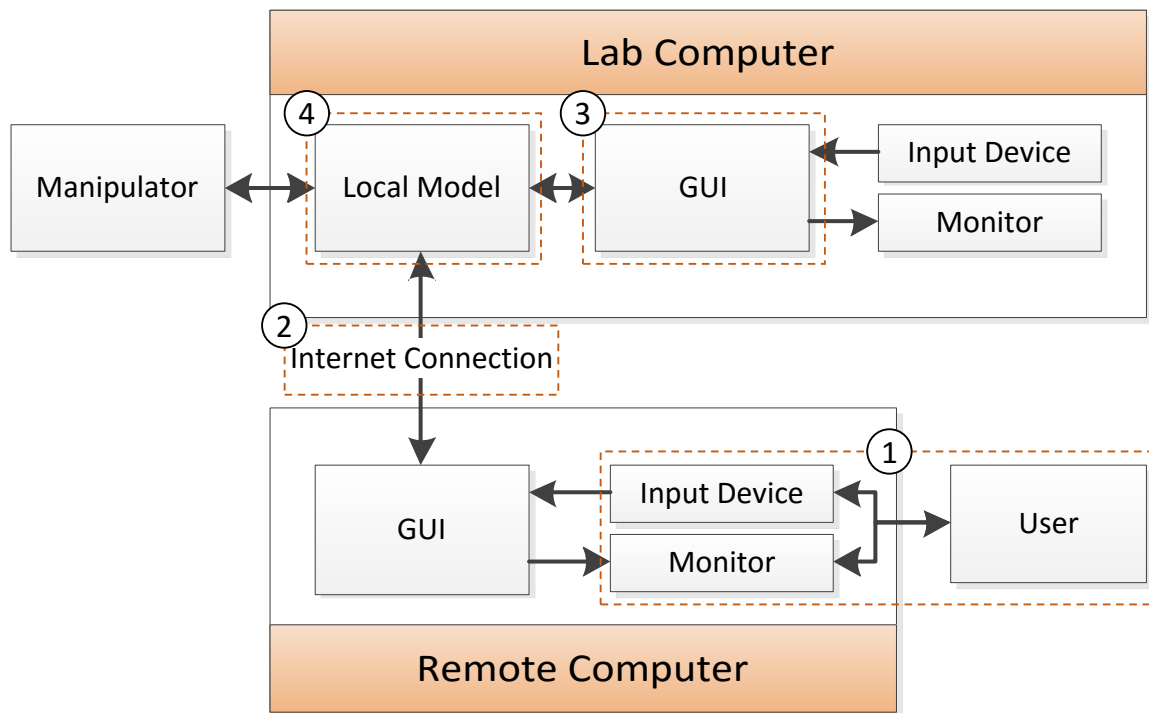 Lab Computer
4
3
Manipulator
Local Model
GUI
Input Device
Monitor
2
Internet Connection
1
GUI
Input Device
Monitor
User
Remote Computer